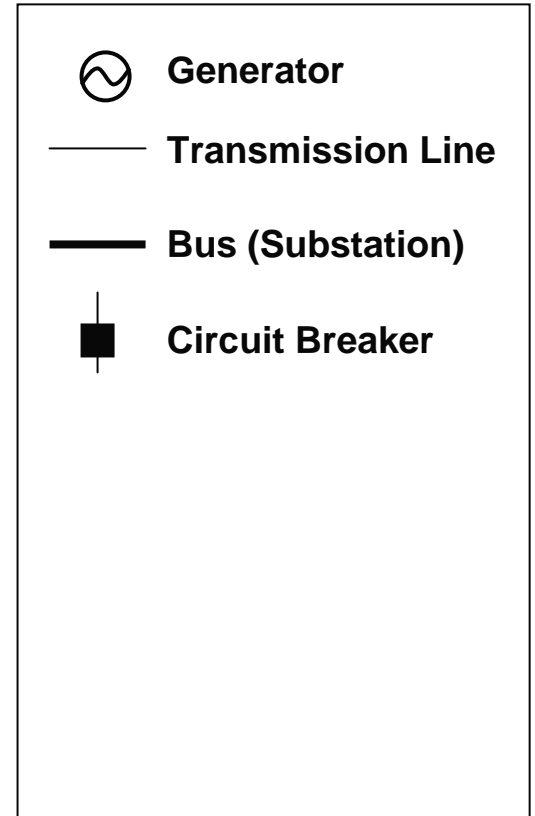 Generator
Transmission Line
Bus (Substation)
Circuit Breaker